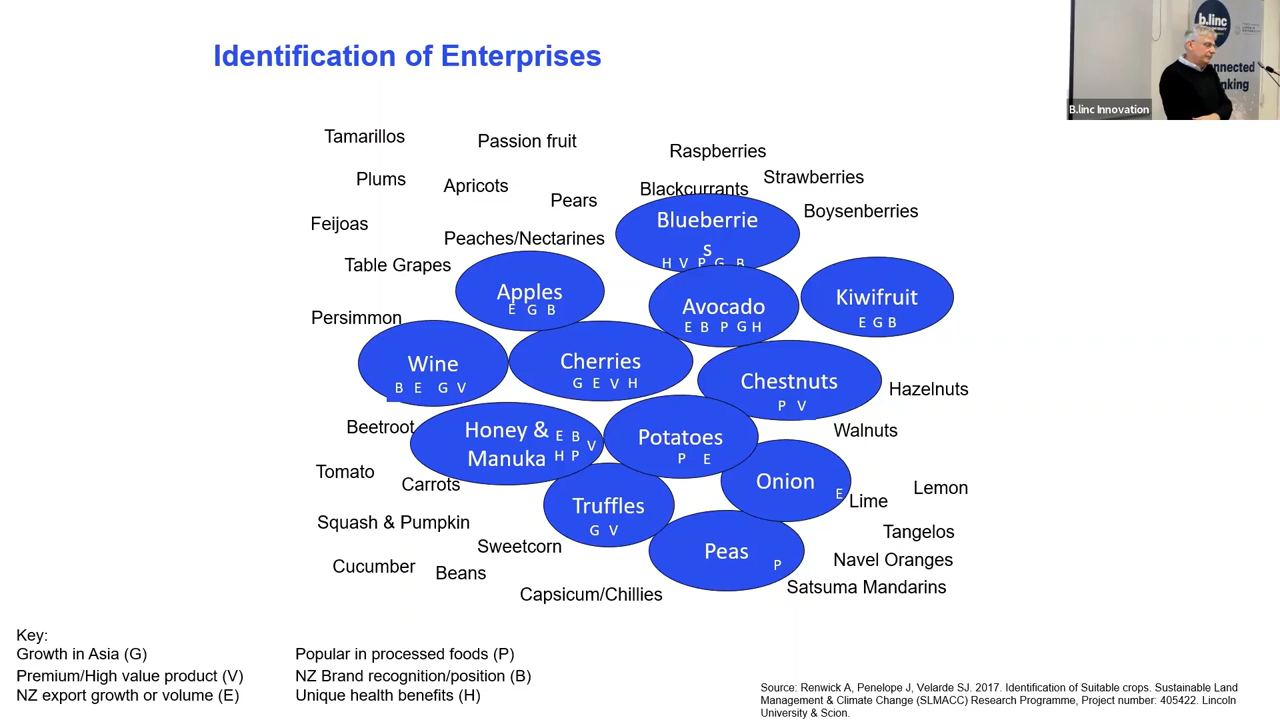 Identification of Enterprises
b.linc
nnected
nking
B.linc Innovation
Tamarillos
Passion fruit
Raspberries
Plums
Apricots
Strawberries
Pears
Blackcurrants
Feijoas
Boysenberries
Blueberrie
s
H V P G B
Peaches/Nectarines
Table Grapes
Apples
E G B
Avocado
E B P G H
Kiwifruit
E G B
Persimmon
Wine
B E G V
Cherries
G E V H
Chestnuts
P V
Hazelnuts
Beetroot
Honey & E B
Manuka H P V
Potatoes
P E
Walnuts
Tomato
Carrots
Truffles
G V
Onion
E
Lime
Lemon
Squash & Pumpkin
Sweetcorn
Tangelos
Peas
P
Navel Oranges
Cucumber
Beans
Satsuma Mandarins
Capsicum/Chillies
Key:
Growth in Asia (G)
Premium/High value product (V)
NZ export growth or volume (E)
Popular in processed foods (P)
NZ Brand recognition/position (B)
Unique health benefits (H)
Source: Renwick A, Penelope J, Velarde SJ. 2017. Identification of Suitable crops. Sustainable Land
Management & Climate Change (SLMACC) Research Programme, Project number: 405422. Lincoln
University & Scion.